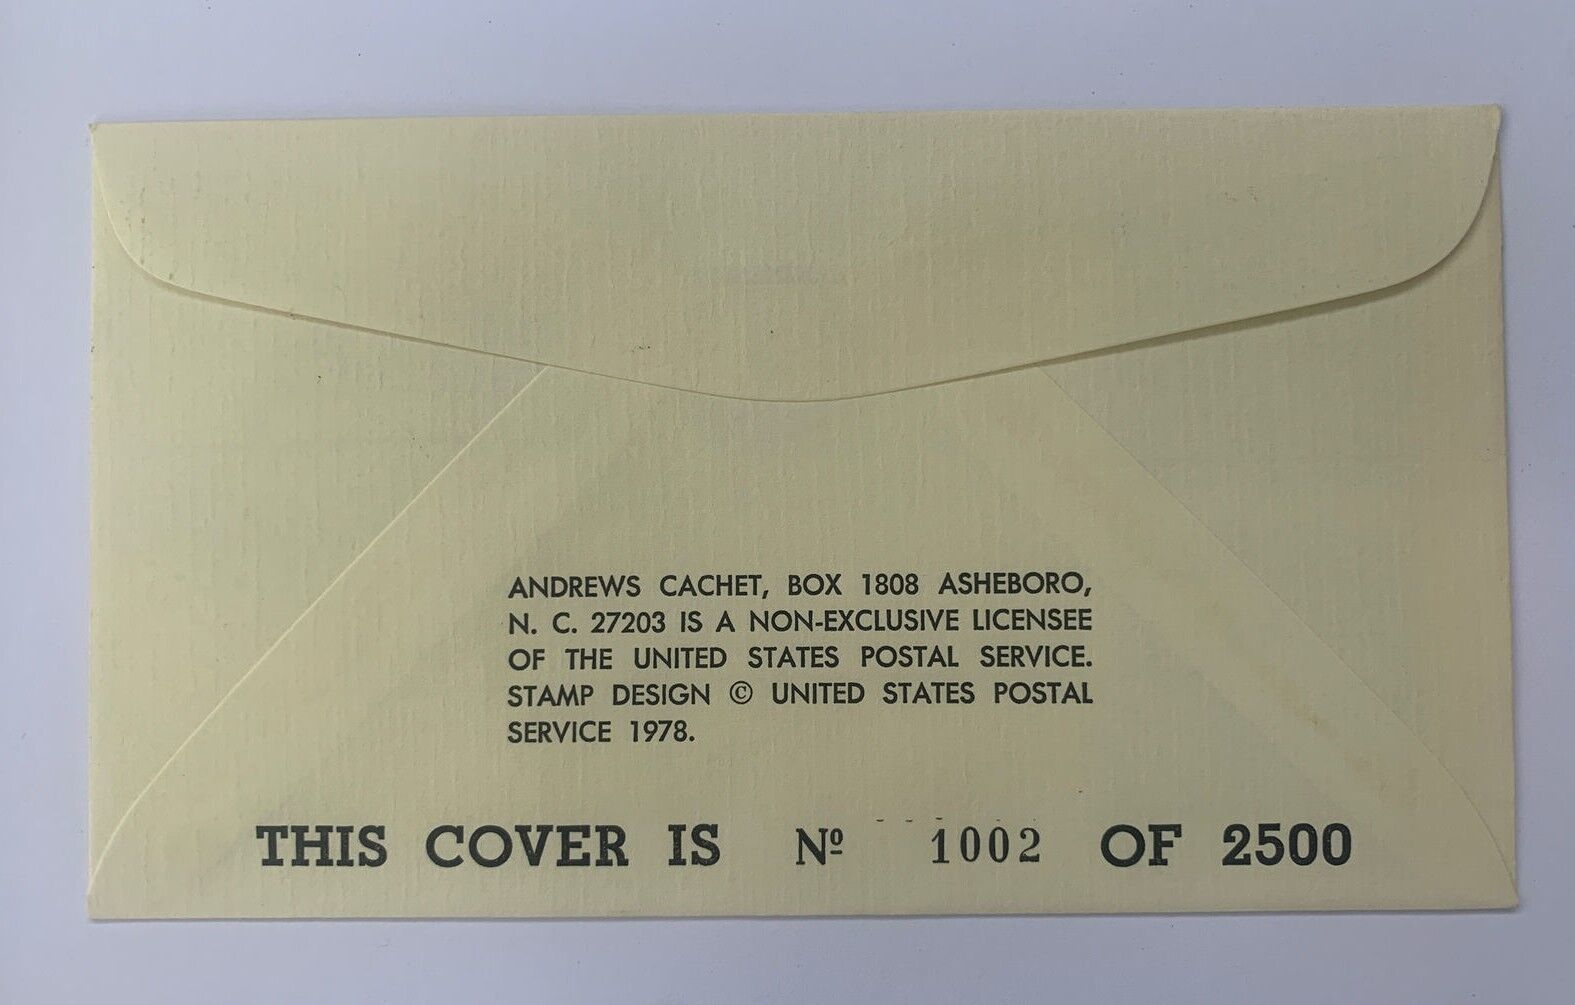 ANDREWS CACHET, BOX 1808 ASHEBORO,
N. C. 27203 IS A NON-EXCLUSIVE LICENSEE
OF THE UNITED STATES POSTAL SERVICE.
STAMP DESIGN © UNITED STATES POSTAL
SERVICE 1978.
THIS COVER IS Nº 1002 OF 2500